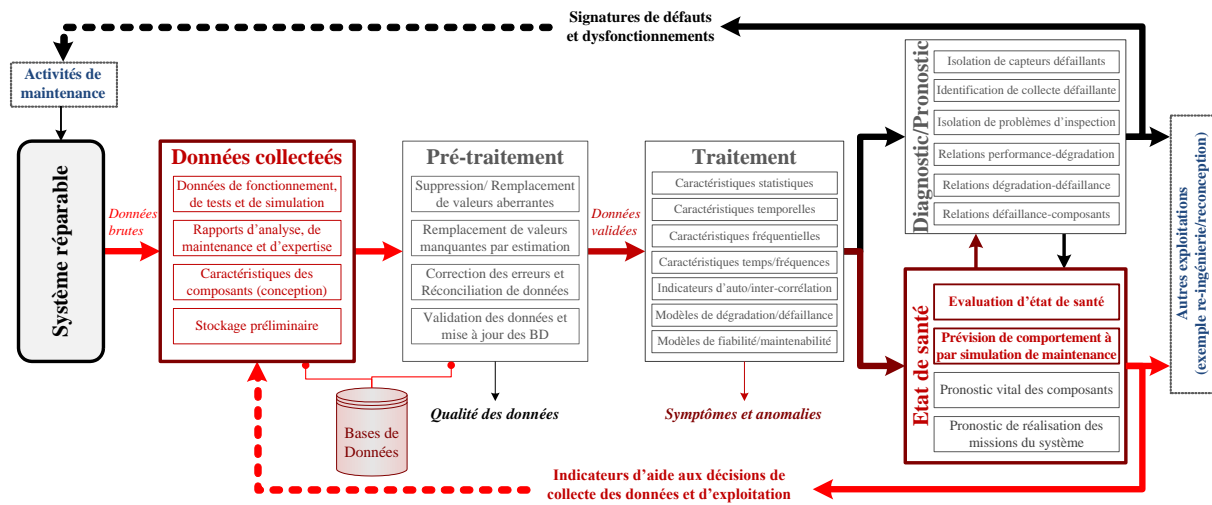 Signatures de défauts
et dysfonctionnements
Activités de
maintenance
Système réparable
Données
brutes
Données collecteés
Données de fonctionnement,
de tests et de simulation
Rapports d'analyse, de
maintenance et d'expertise
Caractéristiques des
composants (conception)
Stockage préliminaire
Pré-traitement
Suppression/ Remplacement
de valeurs aberrantes
Remplacement de valeurs
manquantes par estimation
Correction des erreurs et
Réconciliation de données
Validation des données et
mise à jour des BD
Bases de
Données
Qualité des données
Données
validées
Traitement
Caractéristiques statistiques
Caractéristiques temporelles
Caractéristiques fréquentielles
Caractéristiques temps/fréquences
Indicateurs d'auto/inter-corrélation
Modèles de dégradation/défaillance
Modèles de fiabilité/maintenabilité
Symptômes et anomalies
Diagnostic/Pronostic
Isolation de capteurs défaillants
Identification de collecte défaillante
Isolation de problèmes d'inspection
Relations performance-dégradation
Relations dégradation-défaillance
Relations défaillance-composants
Etat de santé
Evaluation d'état de santé
Prévision de comportement à
par simulation de maintenance
Pronostic vital des composants
Pronostic de réalisation des
missions du système
Autres exploitations
(exemple re-ingénierie/reconception)
Indicateurs d'aide aux décisions de
collecte des données et d'exploitation